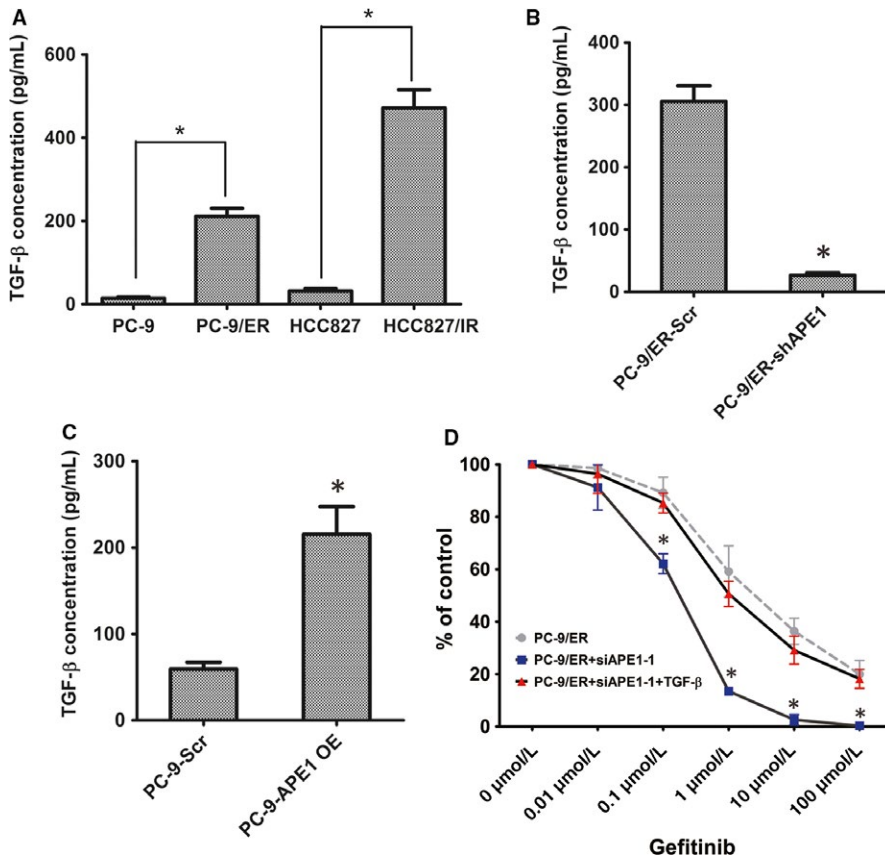 A
TGF-β concentration (pg/mL)
600
400
200
0
*
*
PC-9
PC-9/ER
HCC827
HCC827/IR
B
TGF-β concentration (pg/mL)
400
300
200
100
0
*
PC-9/ER-Scr
PC-9/ER-shAPE1
C
TGF-β concentration (pg/mL)
300
200
60
0
*
PC-9-Scr
PC-9-APE1 OE
D
% of control
100
80
60
40
20
0
*
*
*
*
PC-9/ER
PC-9/ER+siAPE1-1
PC-9/ER+siAPE1-1+TGF-β
0 µmol/L
0.01 µmol/L
0.1 µmol/L
1 µmol/L
10 µmol/L
100 µmol/L
Gefitinib